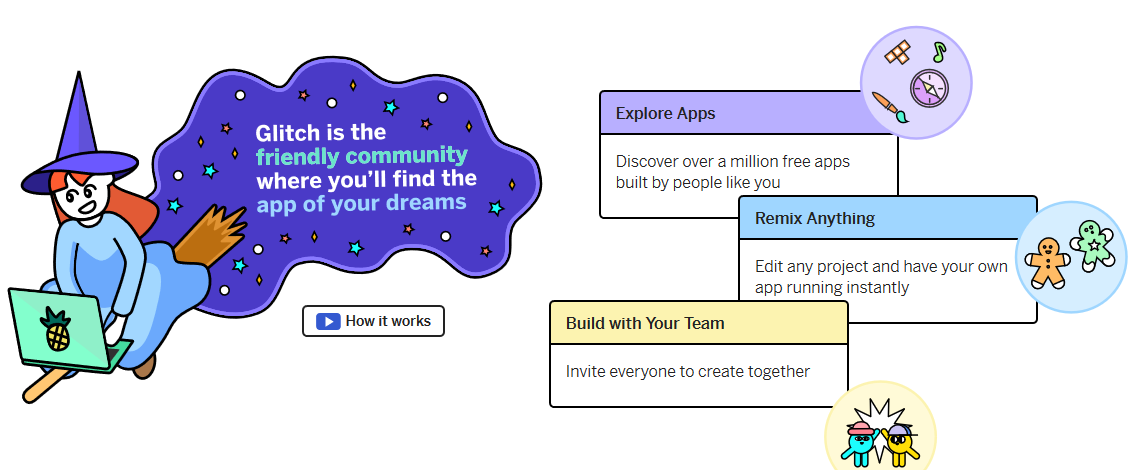 Glitch is the
friendly community
where you’ll find the
app of your dreams
How it works
Explore Apps
Discover over a million free apps
built by people like you
Remix Anything
Edit any project and have your own
app running instantly
Build with Your Team
Invite everyone to create together